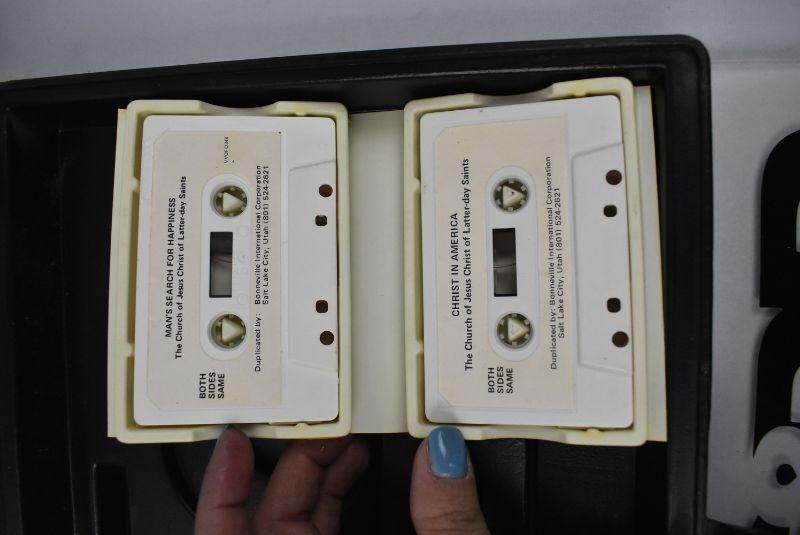 MAN'S SEARCH FOR HAPPINESS
The Church of Jesus Christ of Latter-day Saints
BOTH
SIDES
SAME
Duplicated by: Bonneville International Corporation
Salt Lake City, Utah (801) 524-2621
CHRIST IN AMERICA
The Church of Jesus Christ of Latter-day Saints
BOTH
SIDES
SAME
Duplicated by: Bonneville International Corporation
Salt Lake City, Utah (801) 524-2621